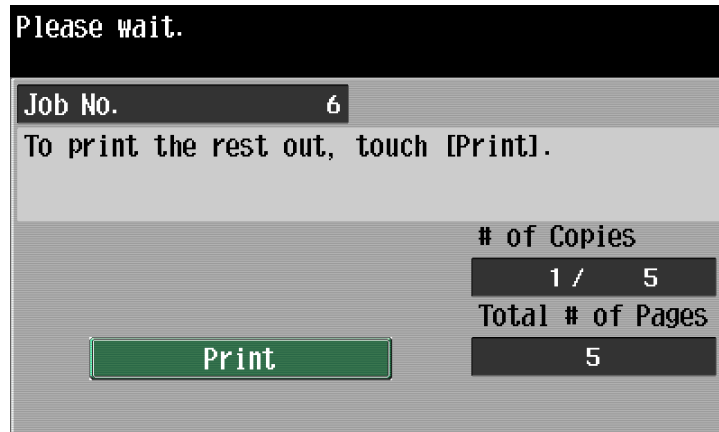 Please wait.
Job No. 6
To print the rest out, touch [Print].
# of Copies
1 / 5
Total # of Pages
Print
5